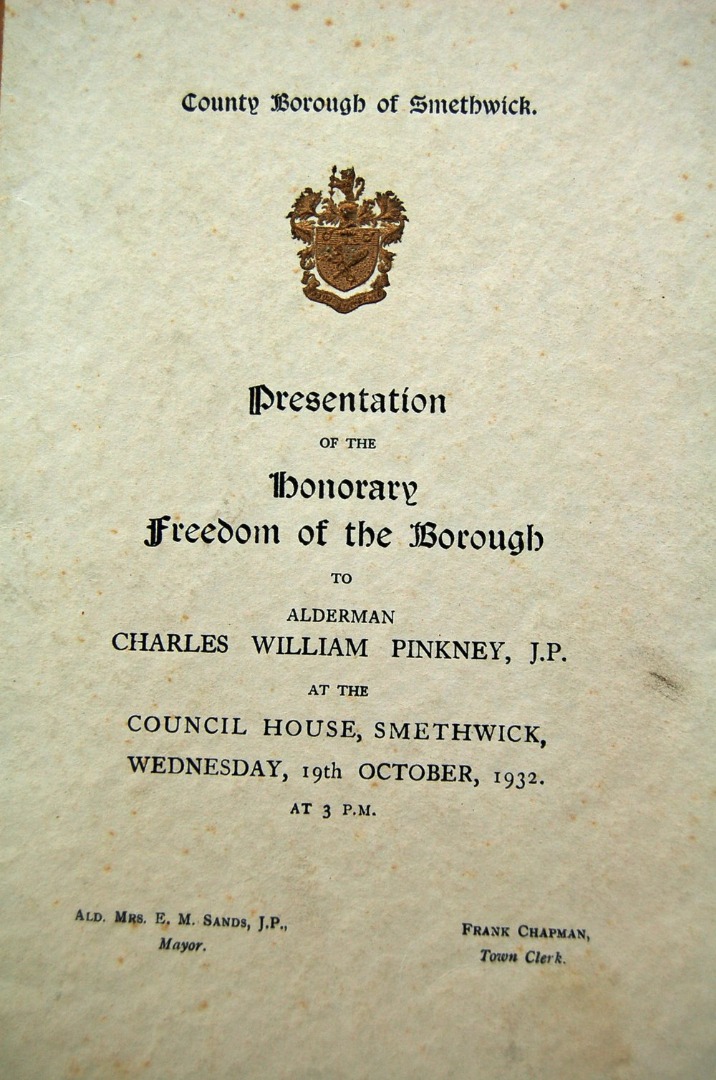 County Borough of Smethwick.
Presentation
OF THE
Honorary
Freedom of the Borough
TO
ALDERMAN
CHARLES WILLIAM PINKNEY, J.P.
AT THE
COUNCIL HOUSE, SMETHWICK,
WEDNESDAY, 19th OCTOBER, 1932.
AT 3 P.M.
ALD. MRS. E. M. SANDS, J.P.,
Mayor.
FRANK CHAPMAN,
Town Clerk.